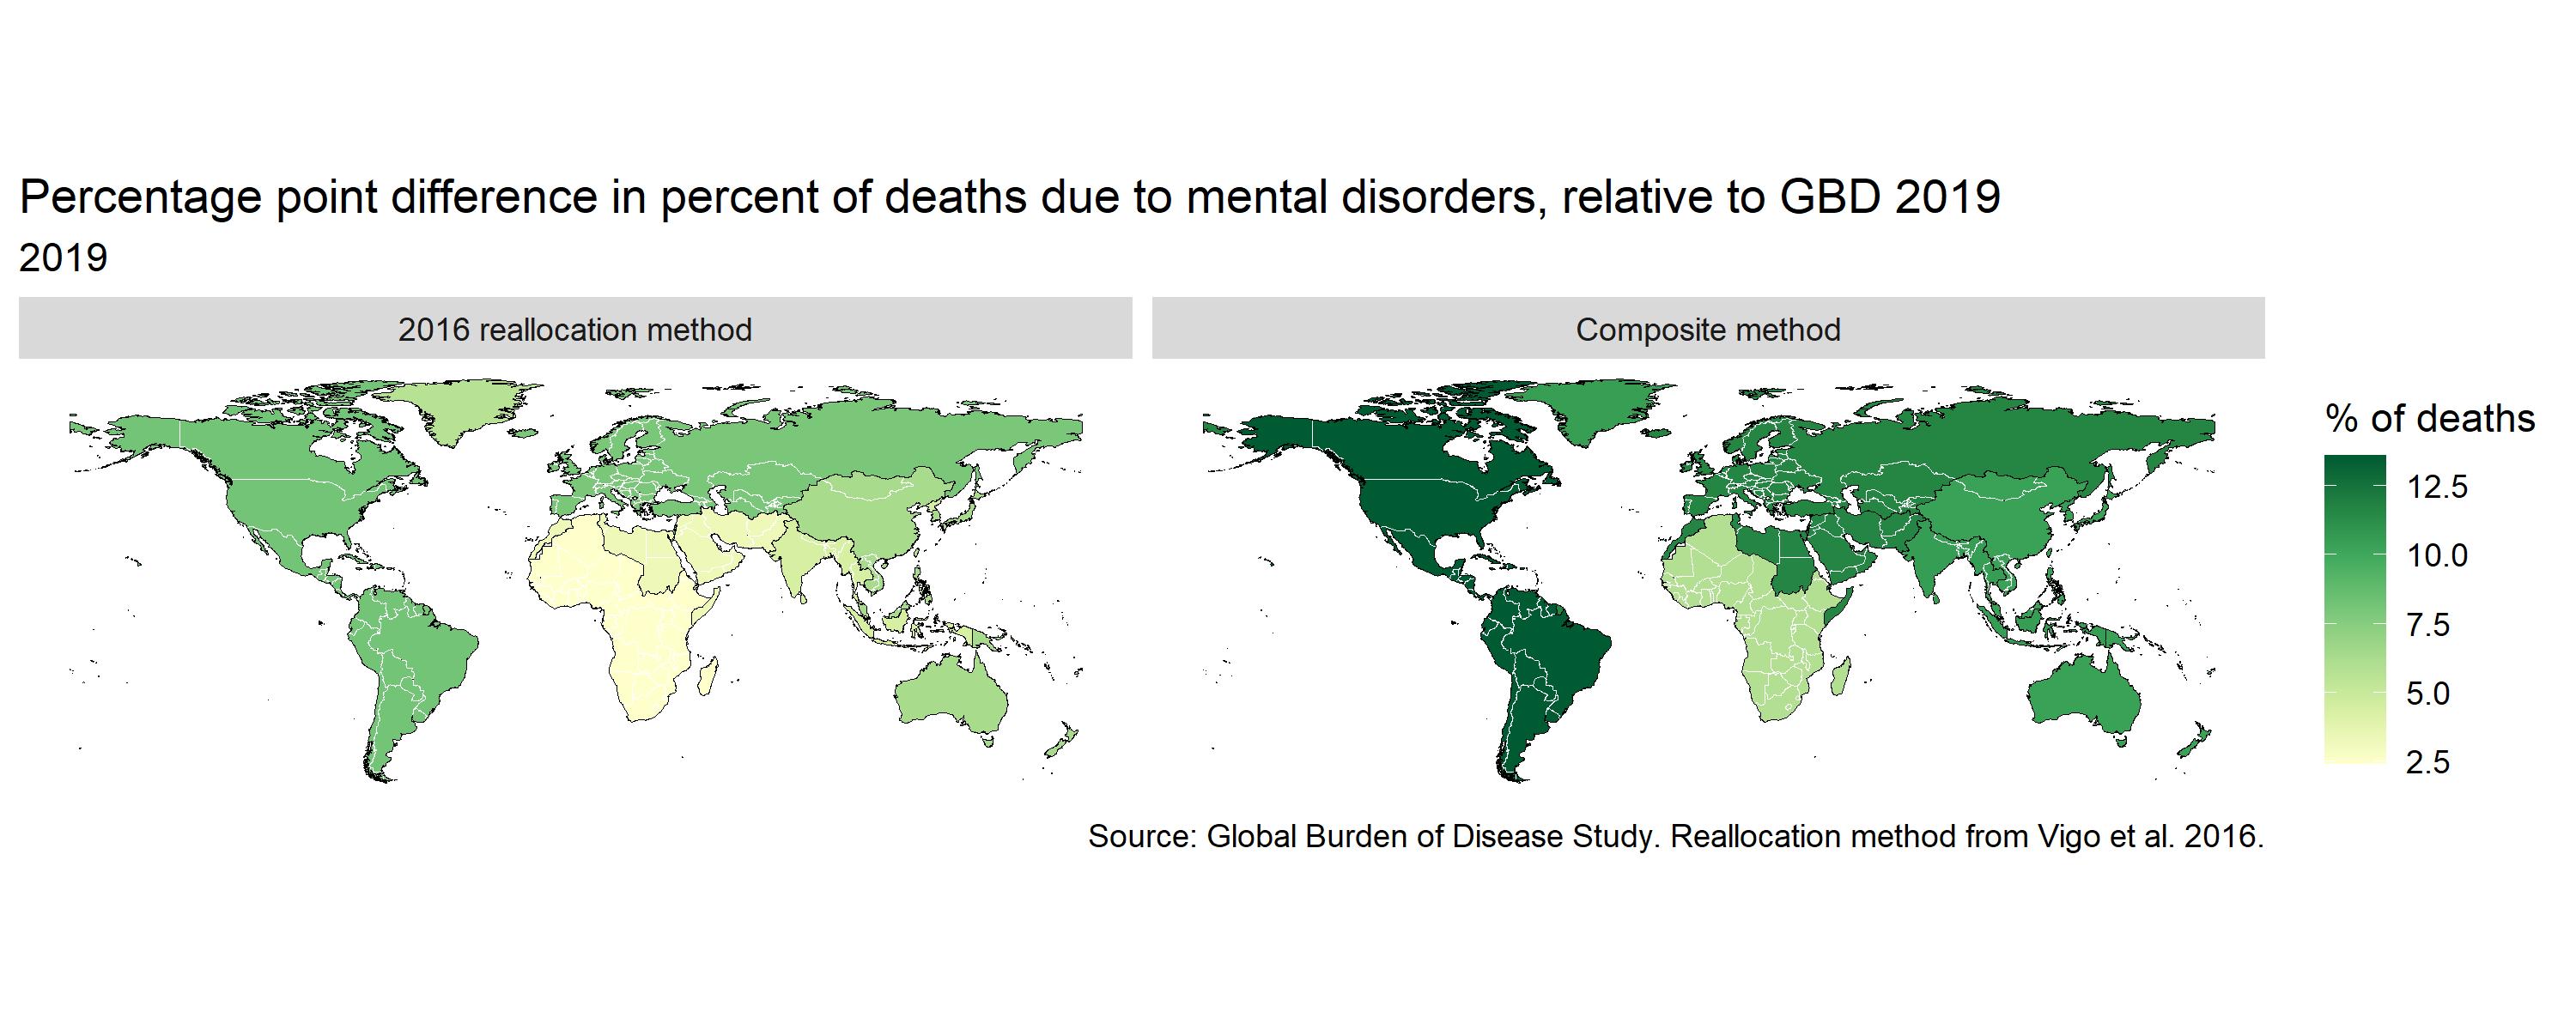 Percentage point difference in percent of deaths due to mental disorders, relative to GBD 2019
2019
2016 reallocation method
Composite method
% of deaths
12.5
10.0
7.5
5.0
2.5
Source: Global Burden of Disease Study. Reallocation method from Vigo et al. 2016.